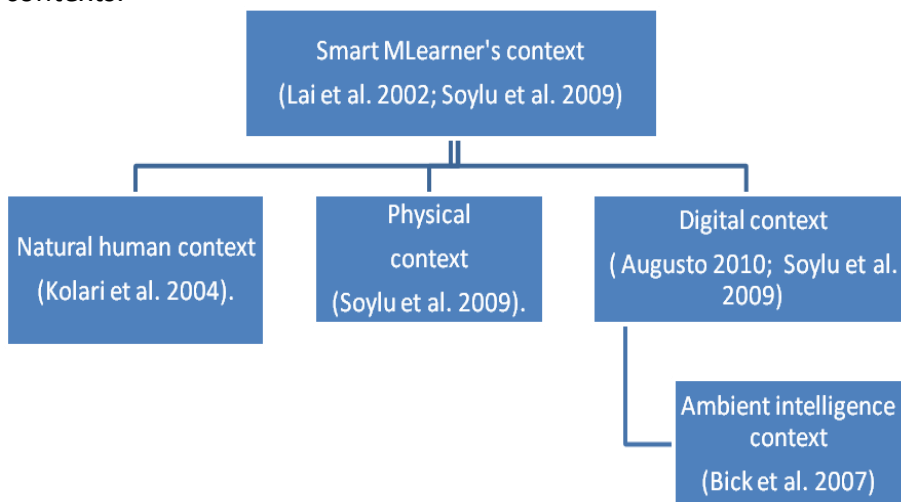 contexts.
Smart MLearner's context
(Lai et al. 2002; Soylu et al. 2009)
Natural human context
(Kolari et al. 2004).
Physical
context
(Soylu et al. 2009).
Digital context
( Augusto 2010; Soylu et al.
2009)
Ambient intelligence
context
(Bick et al. 2007)